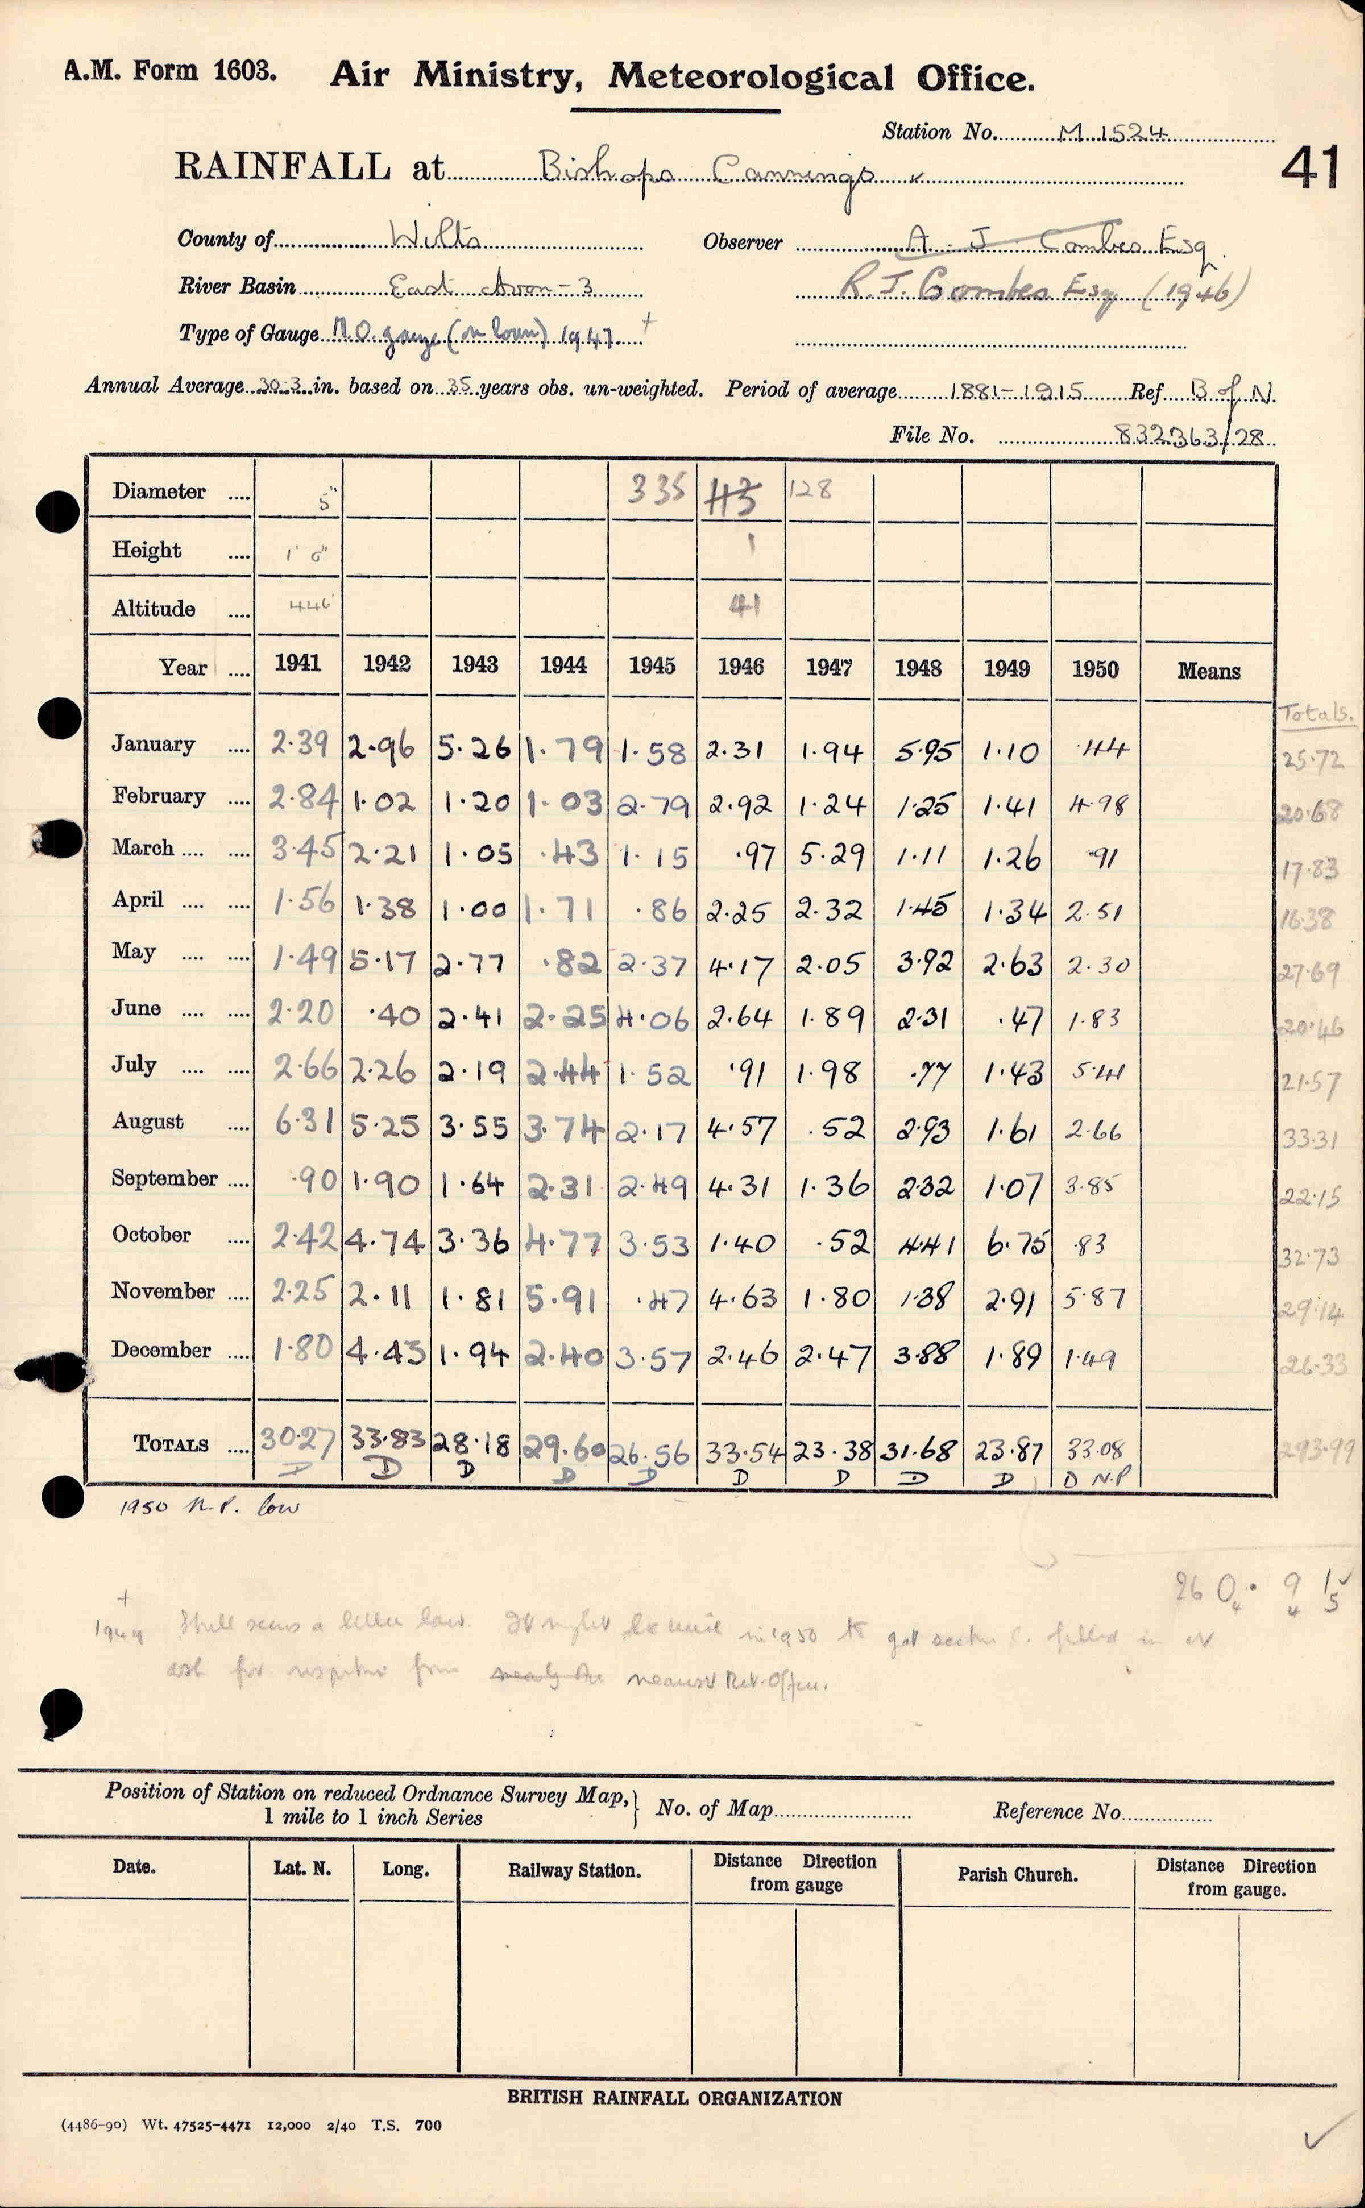 A.M. Form 1603. Air Ministry, Meteorological Office.
Station No. M 1524
41
RAINFALL at Bishops Cannings
County of Wilts Observer A. J. Combes Esq.
River Basin East Avon - 3 R. J. Combes Esq (1946)
Type of Gauge M.O. gauge (on loan) 1947. +
Annual Average 30.3 in. based on 35 years obs. un-weighted. Period of average 1881-1915 Ref B of N.
File No. 832363/28
Diameter .... 5" 335 113 128
Height .... 1' 0" 1
Altitude .... 446' 41
Year .... 1941 1942 1943 1944 1945 1946 1947 1948 1949 1950 Means
Totals.
January .... 2.39 2.96 5.26 1.79 1.58 2.31 1.94 5.95 1.10 .44 25.72
February .... 2.84 1.02 1.20 1.03 2.79 2.92 1.24 1.25 1.41 4.98 20.68
March .... .... 3.45 2.21 1.05 .43 1.15 .97 5.29 1.11 1.26 .91 17.83
April .... .... 1.56 1.38 1.00 1.71 .86 2.25 2.32 1.45 1.34 2.51 16.38
May .... .... 1.49 5.17 2.77 .82 2.37 4.17 2.05 3.92 2.63 2.30 27.69
June .... .... 2.20 .40 2.41 2.25 4.06 2.64 1.89 2.31 .47 1.83 20.46
July .... .... 2.66 2.26 2.19 2.44 1.52 .91 1.98 .77 1.43 5.41 21.57
August .... 6.31 5.25 3.55 3.74 2.17 4.57 .52 2.93 1.61 2.66 33.31
September .... .90 1.90 1.64 2.31 2.49 4.31 1.36 2.32 1.07 3.85 22.15
October .... 2.42 4.74 3.36 4.77 3.53 1.40 .52 4.41 6.75 .83 32.73
November .... 2.25 2.11 1.81 5.91 .47 4.63 1.80 1.38 2.91 5.87 29.14
December .... 1.80 4.43 1.94 2.40 3.57 2.46 2.47 3.88 1.89 1.49 26.33
TOTALS .... 30.27 33.83 28.18 29.60 26.56 33.54 23.38 31.68 23.87 33.08 293.99
D D D D D D D D D D N.P
1950 N.P. low
+
1949 Still seems a little low. It might be in 1950 to get section filled in or
ask for from nearest Met. Office.
Position of Station on reduced Ordnance Survey Map, } No. of Map Reference No.
1 mile to 1 inch Series
Date. Lat. N. Long. Railway Station. Distance Direction from gauge Parish Church. Distance Direction from gauge.
BRITISH RAINFALL ORGANIZATION
(4486-90) Wt. 47525-4471 12,000 2/40 T.S. 700